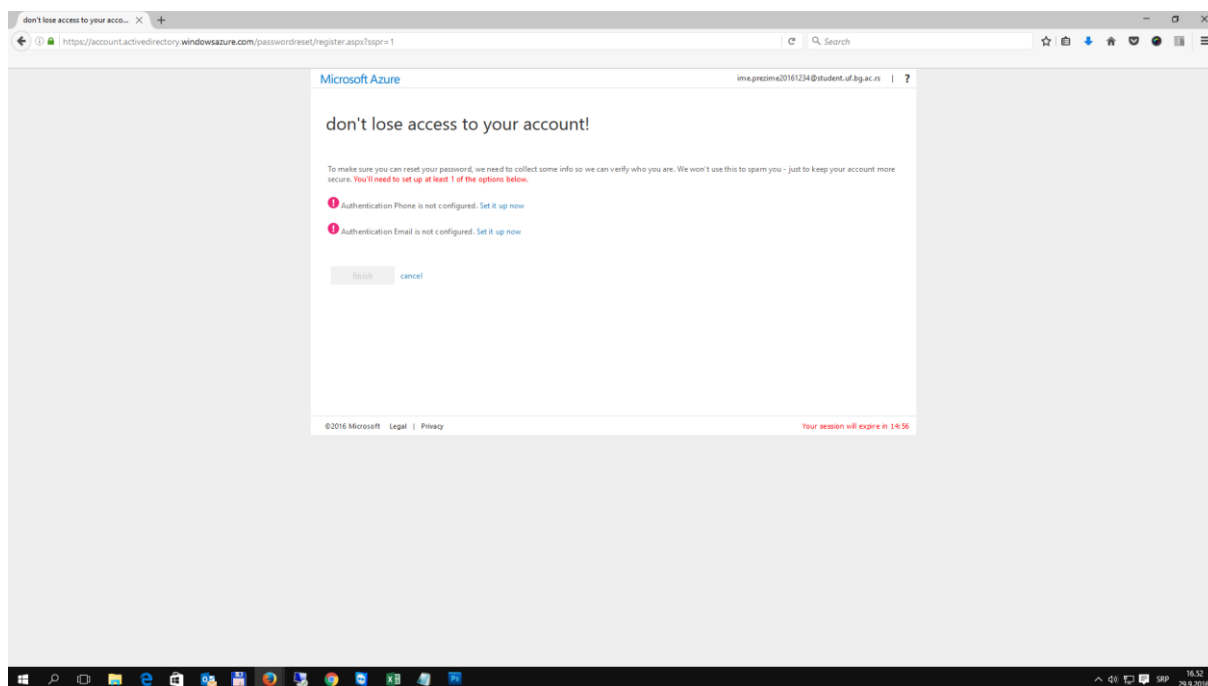 don't lose access to your acco...
https://account.activedirectory.windowsazure.com/passwordreset/register.aspx?sspr=1
Search
Microsoft Azure
ime.prezime20161234@student.uf.bg.ac.rs | ?
don't lose access to your account!
To make sure you can reset your password, we need to collect some info so we can verify who you are. We won't use this to spam you - just to keep your account more
secure. You'll need to set up at least 1 of the options below.
Authentication Phone is not configured. Set it up now
Authentication Email is not configured. Set it up now
finish cancel
©2016 Microsoft Legal | Privacy
Your session will expire in 14:56
SRP
16.52
29.9.2016